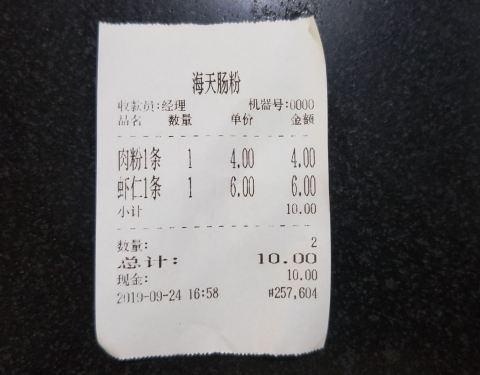 海天肠粉
收款员:经理 机器号:0000
品名 数量 单价 金额
肉粉1条 1 4.00 4.00
虾仁1条 1 6.00 6.00
小计 10.00
数量: 2
总计: 10.00
现金: 10.00
2019-09-24 16:58 #257,604